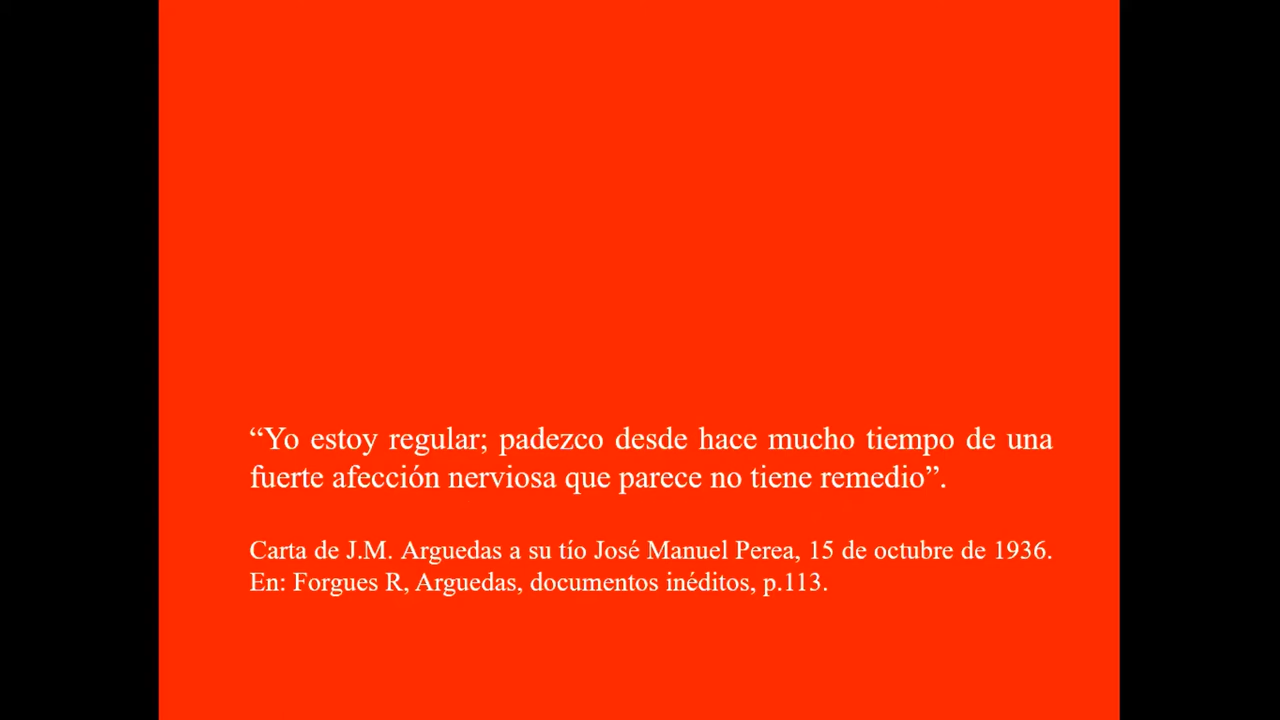 “Yo estoy regular; padezco desde hace mucho tiempo de una
fuerte afección nerviosa que parece no tiene remedio”.
Carta de J.M. Arguedas a su tío José Manuel Perea, 15 de octubre de 1936.
En: Forgues R, Arguedas, documentos inéditos, p.113.